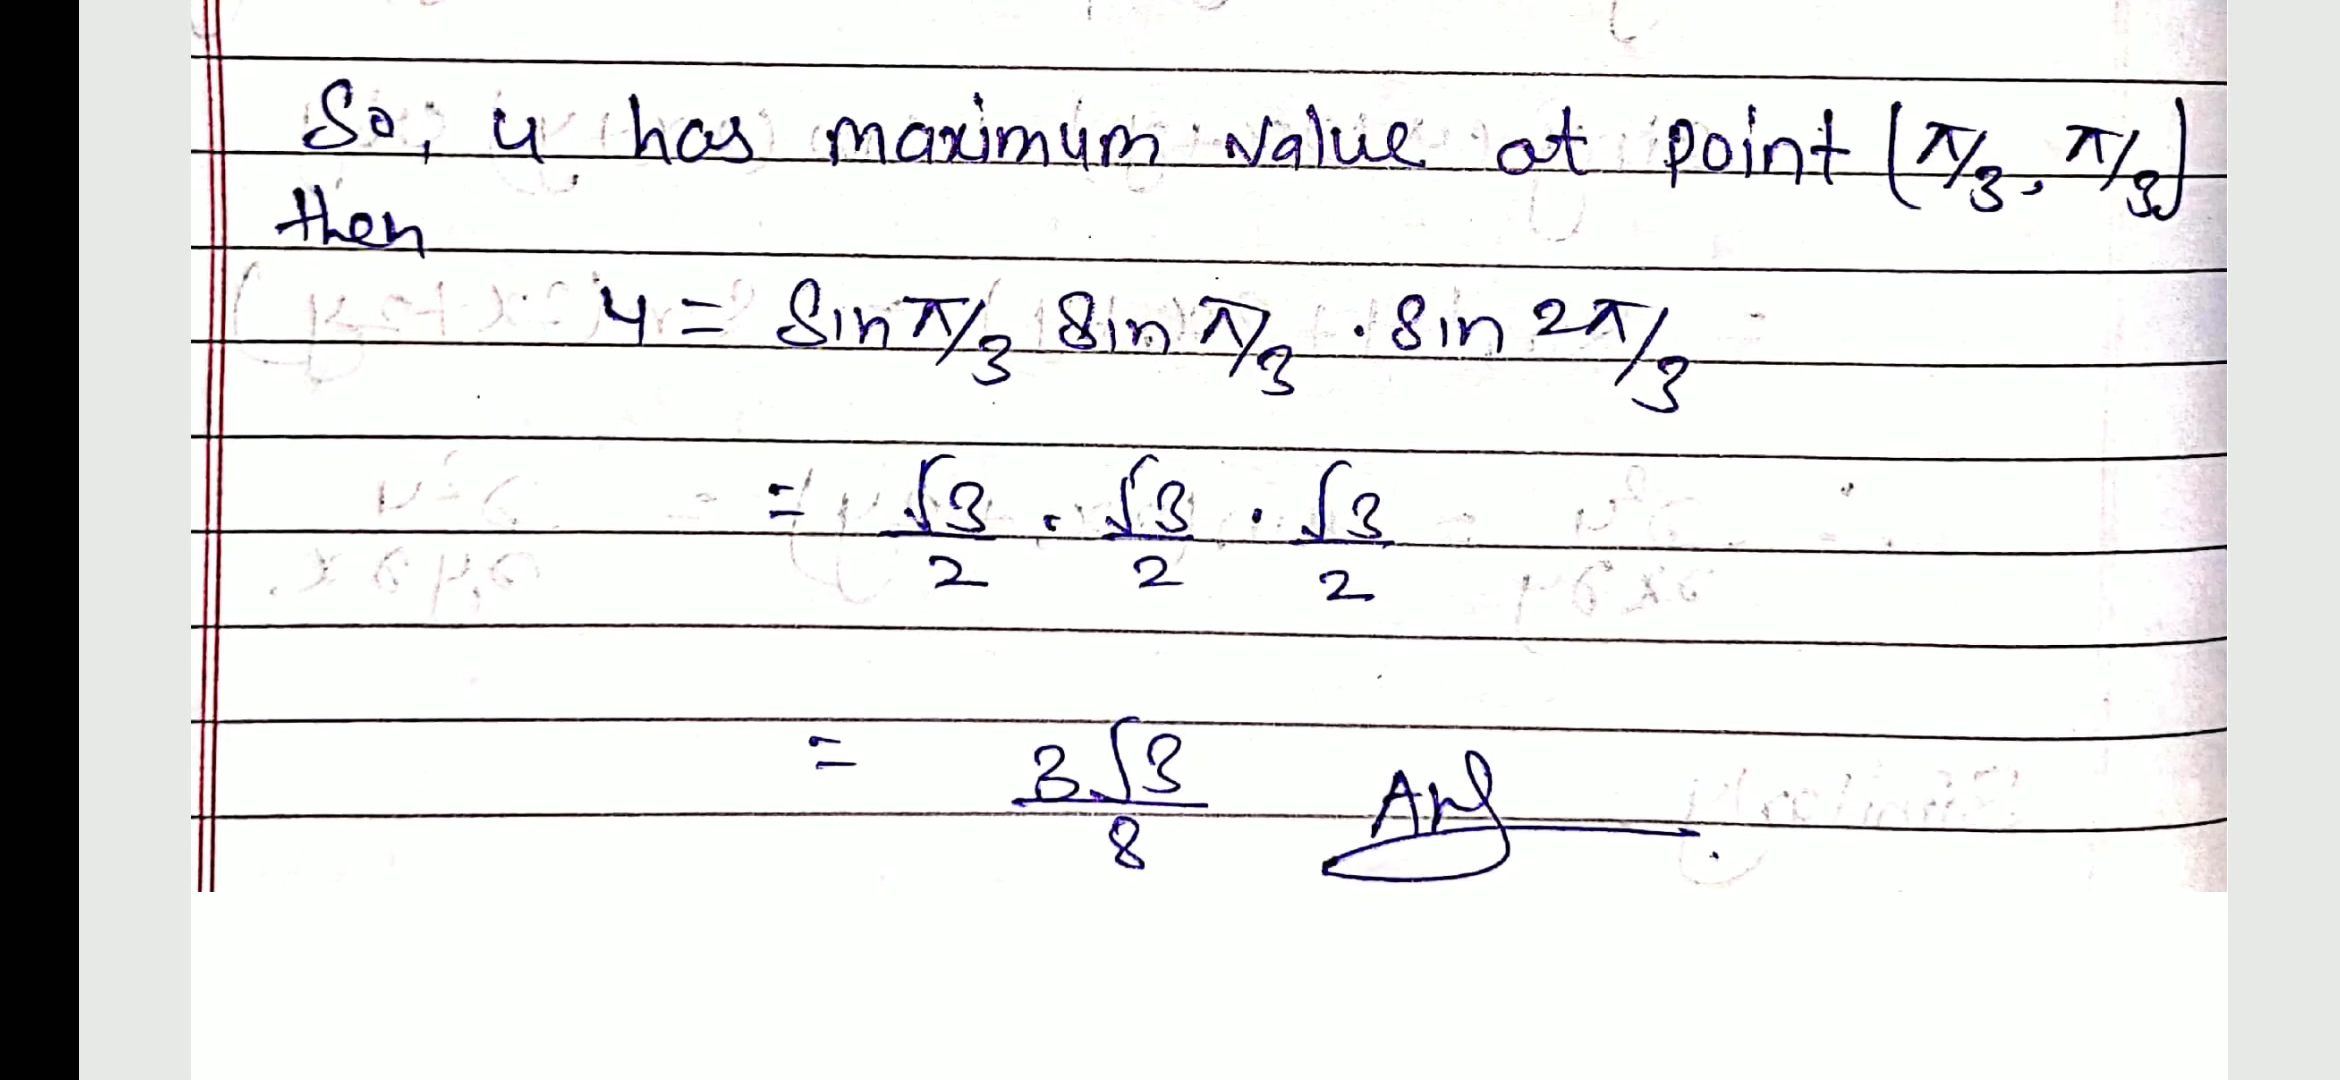 So, u has maximum value at point (π/3, π/3)
then
u = Sin π/3 Sin π/3 . Sin 2π/3
= √3/2 . √3/2 . √3/2
= 3√3/8 Ans